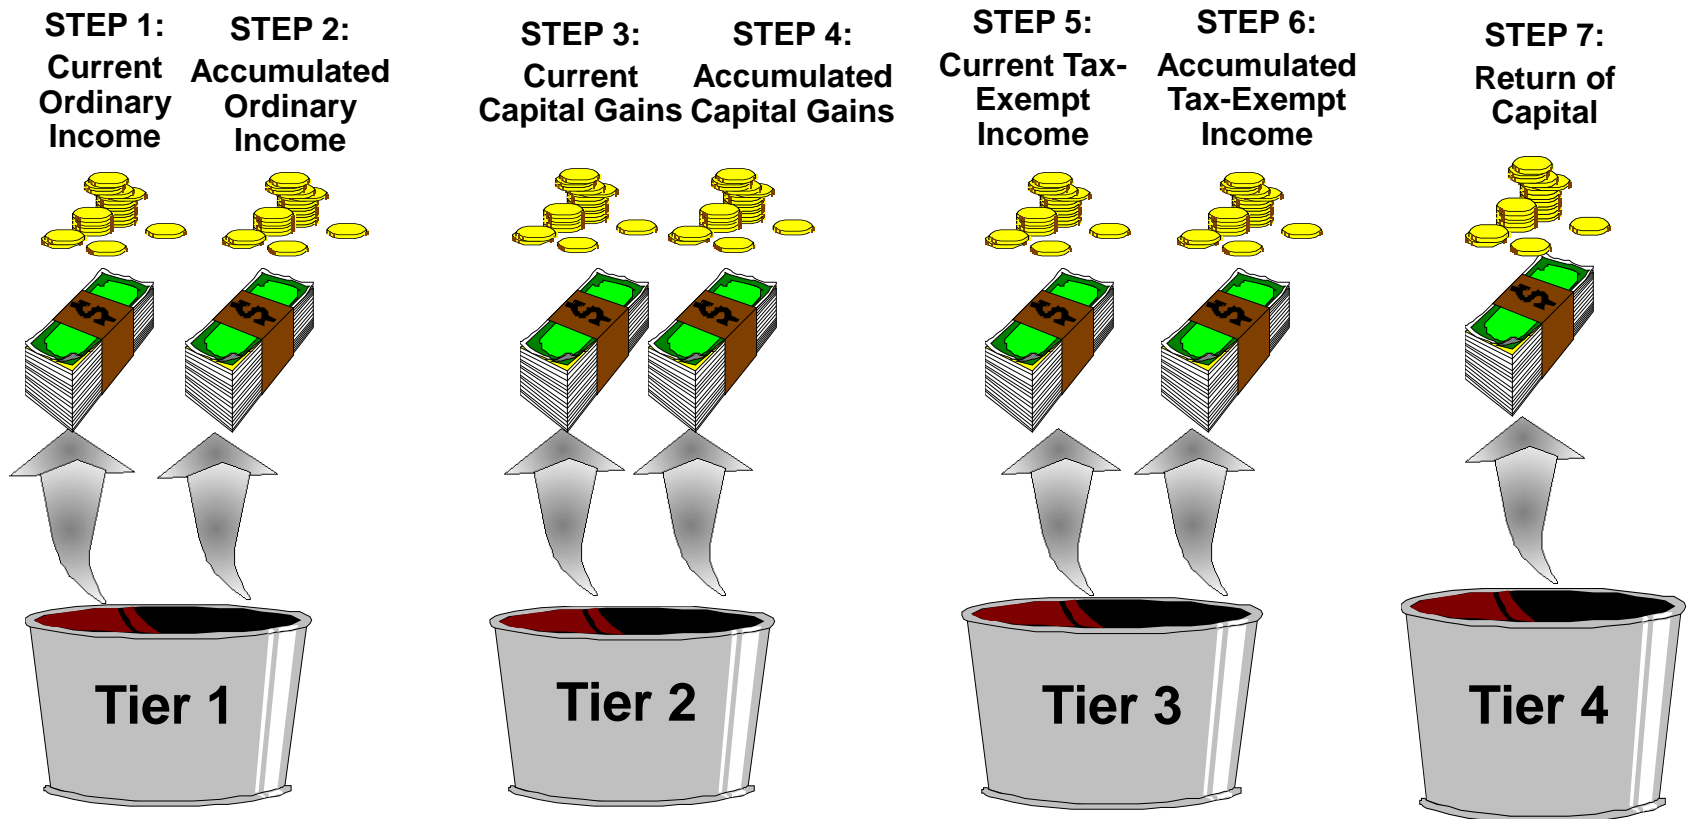 STEP 1:
Current
Ordinary
Income
STEP 2:
Accumulated
Ordinary
Income
STEP 3:
Current
Capital Gains
STEP 4:
Accumulated
Capital Gains
STEP 5:
Current Tax-
Exempt
Income
STEP 6:
Accumulated
Tax-Exempt
Income
STEP 7:
Return of
Capital
$
$
$
$
$
$
$
Tier 1
Tier 2
Tier 3
Tier 4